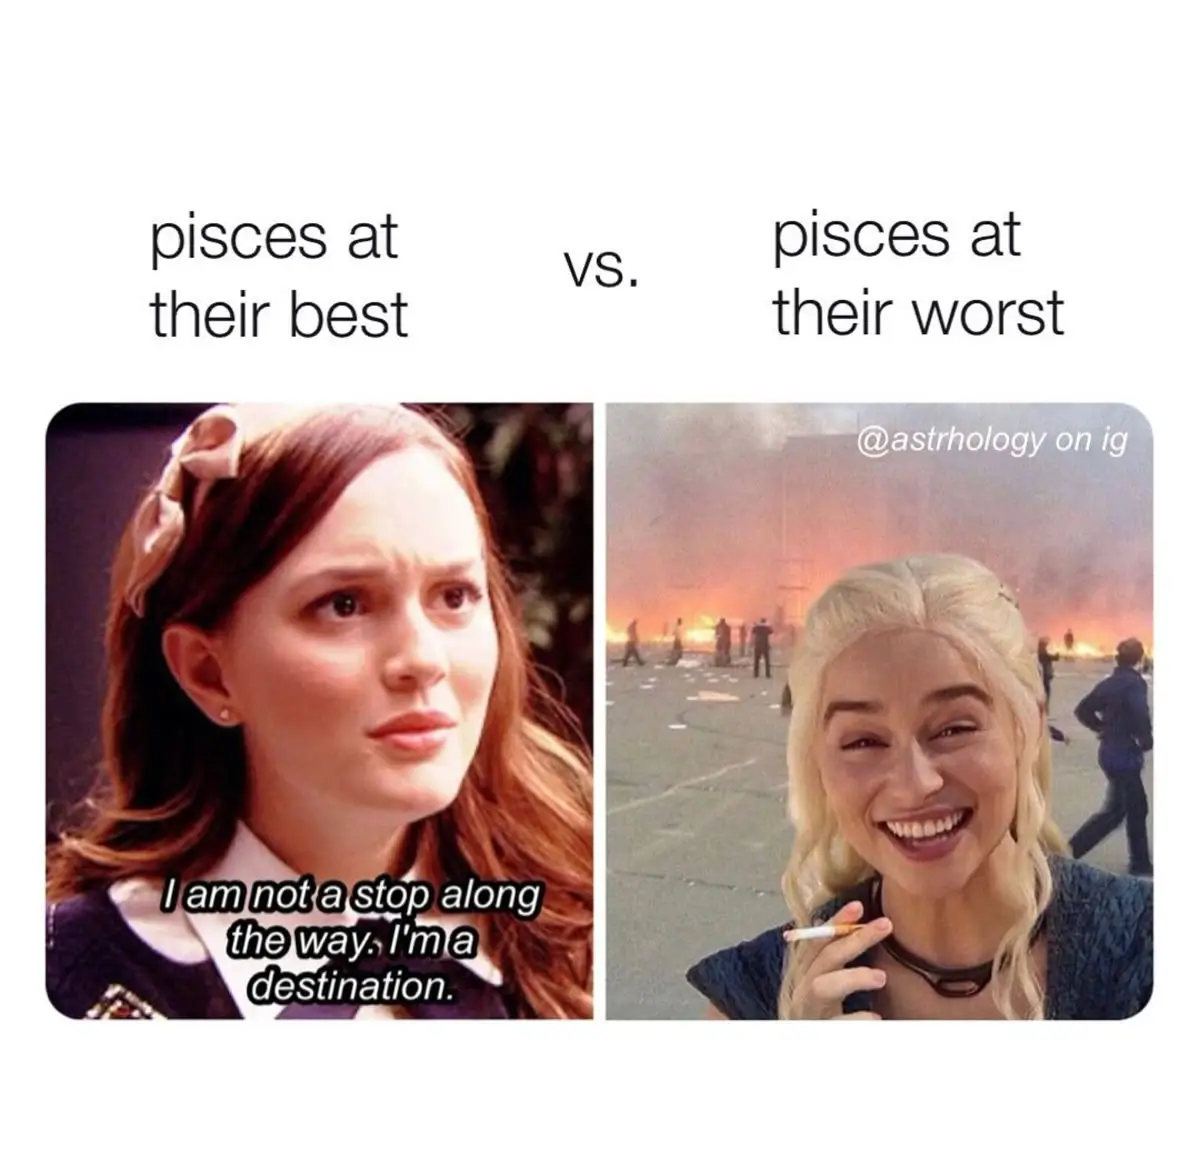 pisces at
their best
vs.
pisces at
their worst
@astrhology on ig
I am not a stop along
the way. I'm a
destination.